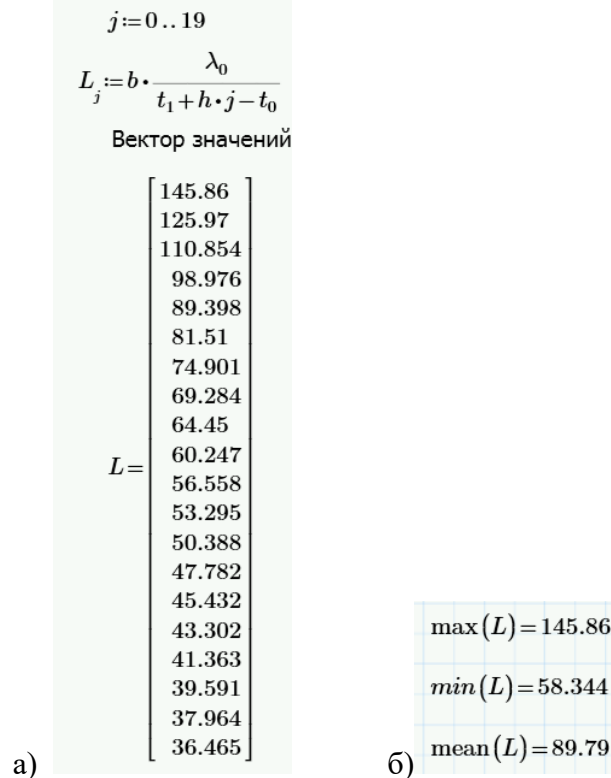 j:=0..19
L_j:=b•λ_0/(t_1+h•j−t_0)
Вектор значений
L=
145.86
125.97
110.854
98.976
89.398
81.51
74.901
69.284
64.45
60.247
56.558
53.295
50.388
47.782
45.432
43.302
41.363
39.591
37.964
36.465
а)
max(L)=145.86
min(L)=58.344
mean(L)=89.79
б)